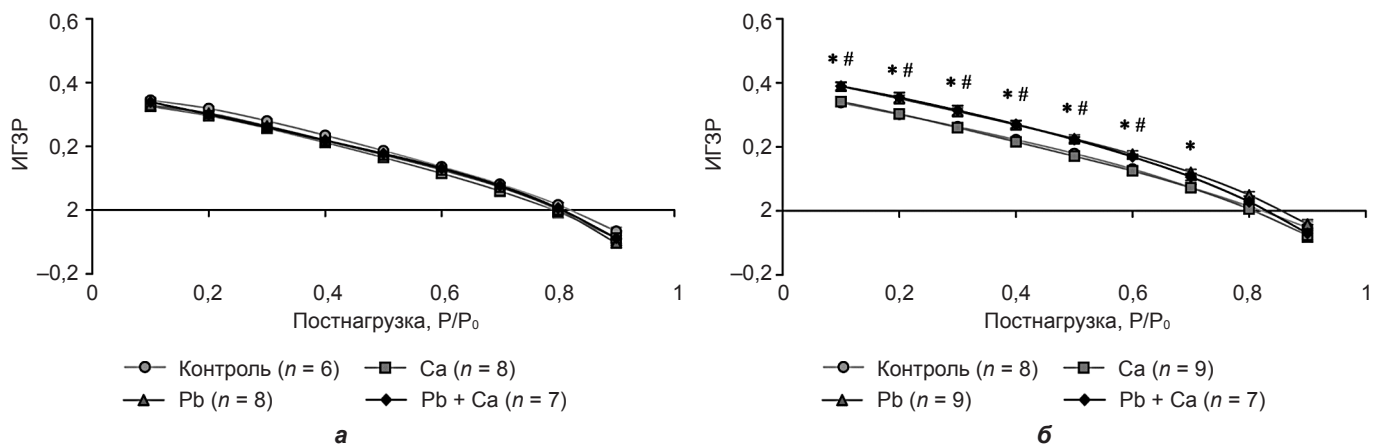 0,6
0,4
0,2
2
–0,2
ИГЗР
0 0,2 0,4 0,6 0,8 1
Постнагрузка, P/P₀
Контроль (n = 6) Ca (n = 8)
Pb (n = 8) Pb + Ca (n = 7)
а
0,6
0,4
0,2
2
–0,2
ИГЗР
* # * # * # * # * # * # *
0 0,2 0,4 0,6 0,8 1
Постнагрузка, P/P₀
Контроль (n = 8) Ca (n = 9)
Pb (n = 9) Pb + Ca (n = 7)
б